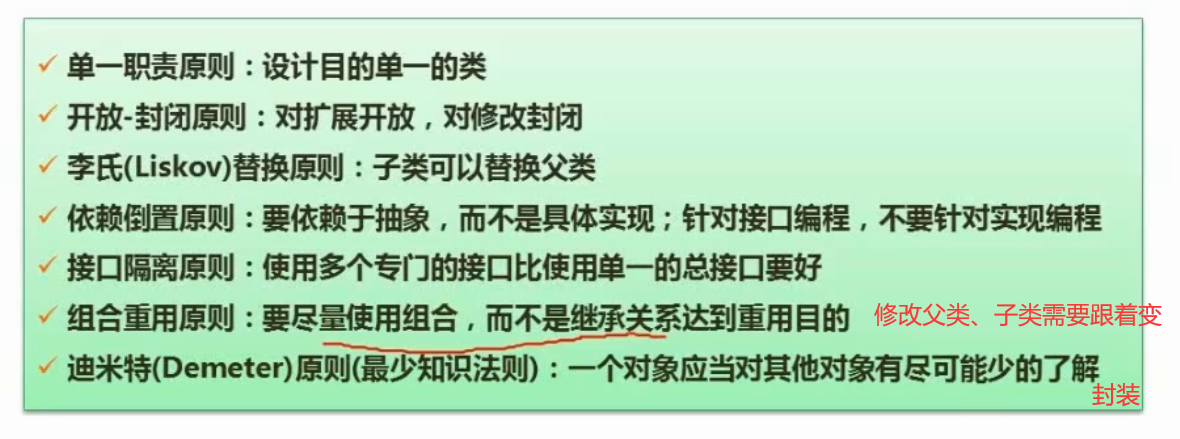 ✓ 单一职责原则：设计目的单一的类
✓ 开放-封闭原则：对扩展开放，对修改封闭
✓ 李氏(Liskov)替换原则：子类可以替换父类
✓ 依赖倒置原则：要依赖于抽象，而不是具体实现；针对接口编程，不要针对实现编程
✓ 接口隔离原则：使用多个专门的接口比使用单一的总接口要好
✓ 组合重用原则：要尽量使用组合，而不是继承关系达到重用目的 修改父类、子类需要跟着变
✓ 迪米特(Demeter)原则(最少知识法则)：一个对象应当对其他对象有尽可能少的了解
封装